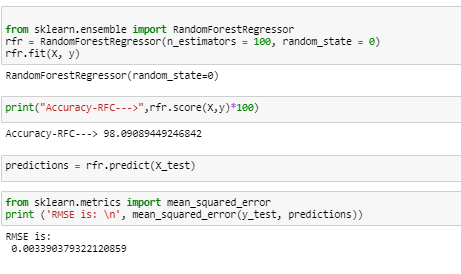 from sklearn.ensemble import RandomForestRegressor
rfr = RandomForestRegressor(n_estimators = 100, random_state = 0)
rfr.fit(X, y)
RandomForestRegressor(random_state=0)
print("Accuracy-RFC--->",rfr.score(X,y)*100)
Accuracy-RFC---> 98.09089449246842
predictions = rfr.predict(X_test)
from sklearn.metrics import mean_squared_error
print ('RMSE is: \n', mean_squared_error(y_test, predictions))
RMSE is:
0.003390379322120859